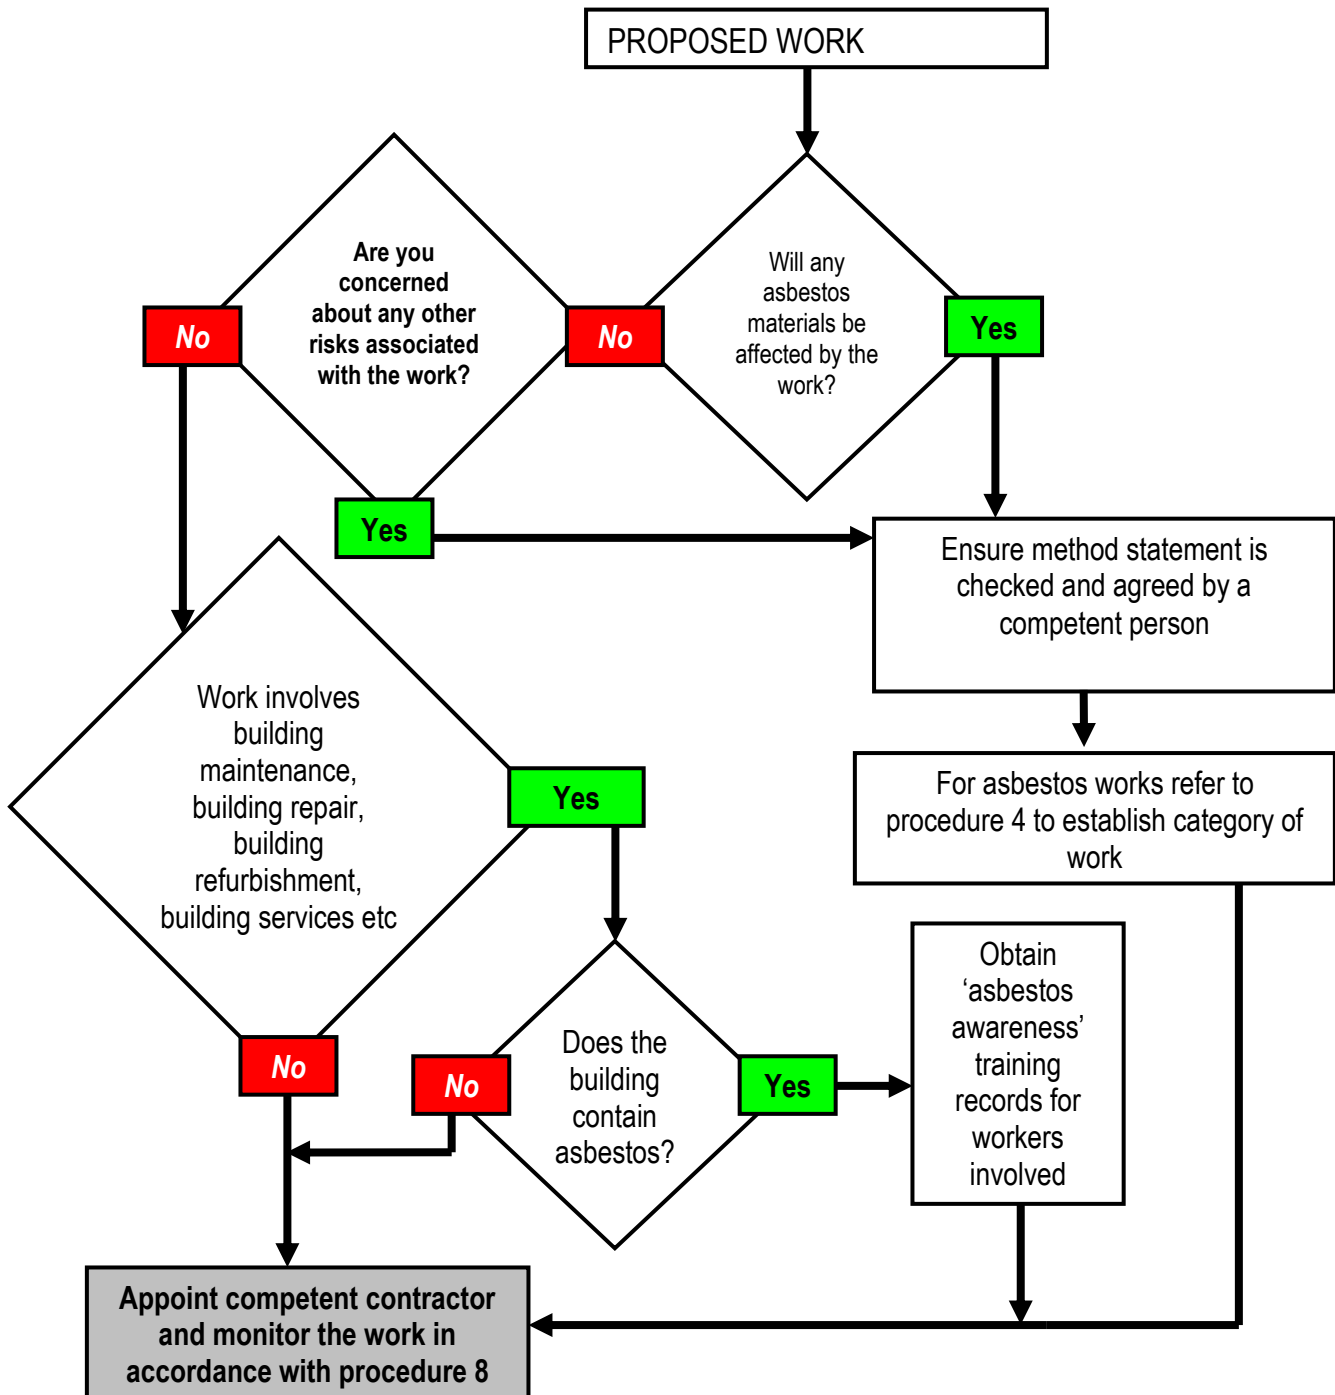 PROPOSED WORK
Are you
concerned
about any other
risks associated
with the work?
Will any
asbestos
materials be
affected by the
work?
No
No
Yes
Yes
Ensure method statement is
checked and agreed by a
competent person
Work involves
building
maintenance,
building repair,
building
refurbishment,
building services etc
Yes
For asbestos works refer to
procedure 4 to establish category of
work
No
Does the
building
contain
asbestos?
No
Yes
Obtain
‘asbestos
awareness’
training
records for
workers
involved
Appoint competent contractor
and monitor the work in
accordance with procedure 8